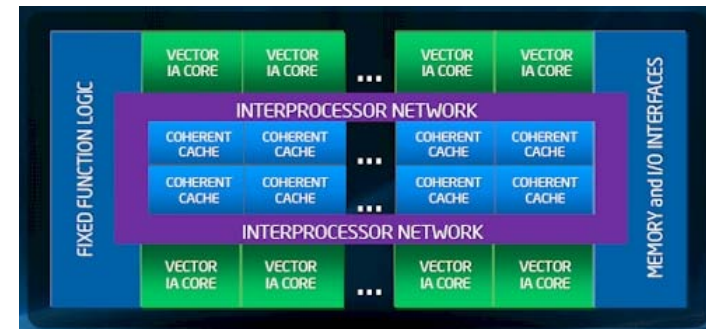 FIXED FUNCTION LOGIC
VECTOR
IA CORE
VECTOR
IA CORE
...
VECTOR
IA CORE
VECTOR
IA CORE
MEMORY and I/O INTERFACES
INTERPROCESSOR NETWORK
COHERENT
CACHE
COHERENT
CACHE
...
COHERENT
CACHE
COHERENT
CACHE
COHERENT
CACHE
COHERENT
CACHE
...
COHERENT
CACHE
COHERENT
CACHE
INTERPROCESSOR NETWORK
VECTOR
IA CORE
VECTOR
IA CORE
...
VECTOR
IA CORE
VECTOR
IA CORE